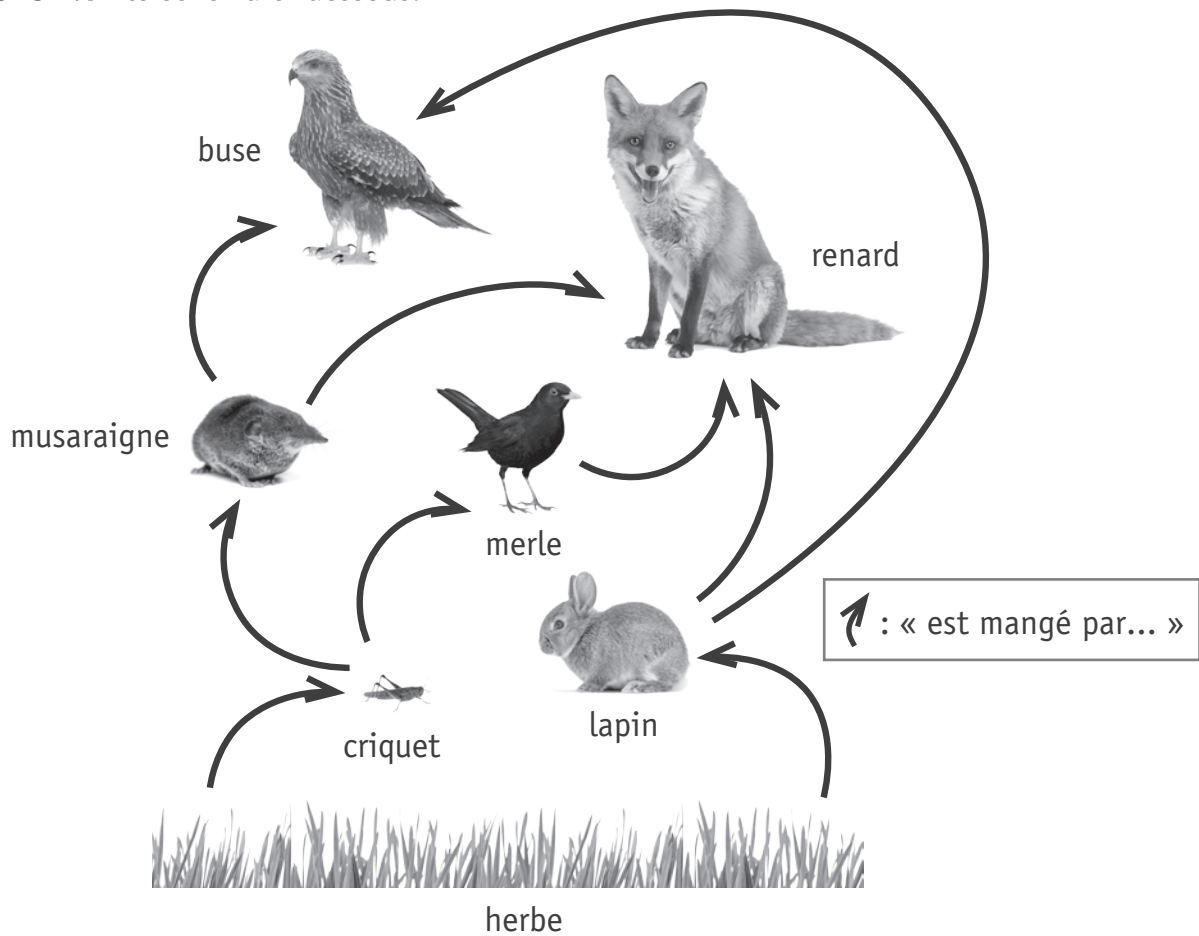 buse
renard
musaraigne
merle
: « est mangé par... »
lapin
criquet
herbe